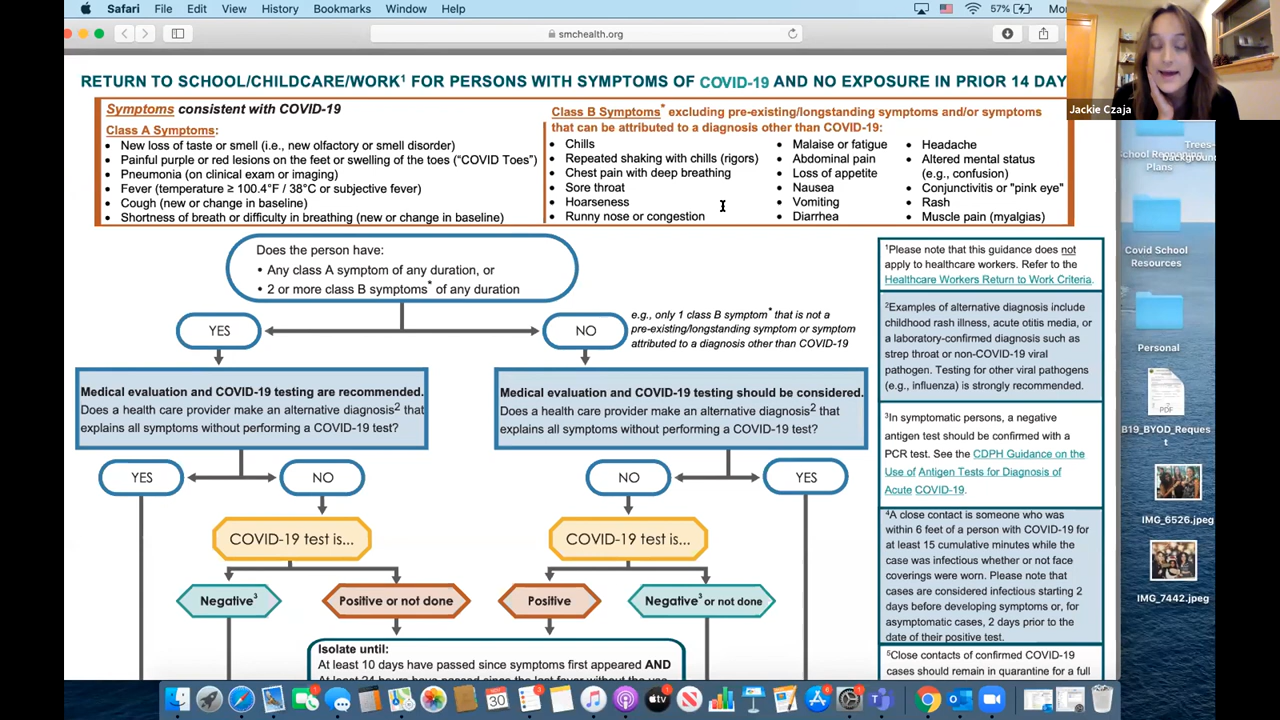 Safari File Edit View History Bookmarks Window Help
57%
smchealth.org
Jackie Czaja
RETURN TO SCHOOL/CHILDCARE/WORK1 FOR PERSONS WITH SYMPTOMS OF COVID-19 AND NO EXPOSURE IN PRIOR 14 DAY
Symptoms consistent with COVID-19
Class A Symptoms:
• New loss of taste or smell (i.e., new olfactory or smell disorder)
• Painful purple or red lesions on the feet or swelling of the toes (“COVID Toes”)
• Pneumonia (on clinical exam or imaging)
• Fever (temperature ≥ 100.4°F / 38°C or subjective fever)
• Cough (new or change in baseline)
• Shortness of breath or difficulty in breathing (new or change in baseline)
Class B Symptoms* excluding pre-existing/longstanding symptoms and/or symptoms
that can be attributed to a diagnosis other than COVID-19:
• Chills
• Repeated shaking with chills (rigors)
• Chest pain with deep breathing
• Sore throat
• Hoarseness
• Runny nose or congestion
• Malaise or fatigue
• Abdominal pain
• Loss of appetite
• Nausea
• Vomiting
• Diarrhea
• Headache
• Altered mental status
(e.g., confusion)
• Conjunctivitis or "pink eye"
• Rash
• Muscle pain (myalgias)
Does the person have:
• Any class A symptom of any duration, or
• 2 or more class B symptoms* of any duration
YES
NO
e.g., only 1 class B symptom* that is not a
pre-existing/longstanding symptom or symptom
attributed to a diagnosis other than COVID-19
Medical evaluation and COVID-19 testing are recommended.
Does a health care provider make an alternative diagnosis2 that
explains all symptoms without performing a COVID-19 test?
Medical evaluation and COVID-19 testing should be considered.
Does a health care provider make an alternative diagnosis2 that
explains all symptoms without performing a COVID-19 test?
YES
NO
NO
YES
COVID-19 test is...
COVID-19 test is...
Negative3
Positive or not done
Positive
Negative3 or not done
Isolate until:
At least 10 days have passed since symptoms first appeared AND
1Please note that this guidance does not
apply to healthcare workers. Refer to the
Healthcare Workers Return to Work Criteria.
2Examples of alternative diagnosis include
childhood rash illness, acute otitis media, or
a laboratory-confirmed diagnosis such as
strep throat or non-COVID-19 viral
pathogen. Testing for other viral pathogens
(e.g., influenza) is strongly recommended.
3In symptomatic persons, a negative
antigen test should be confirmed with a
PCR test. See the CDPH Guidance on the
Use of Antigen Tests for Diagnosis of
Acute COVID-19.
4A close contact is someone who was
within 6 feet of a person with COVID-19 for
at least 15 cumulative minutes while the
case was infectious whether or not face
coverings were worn. Please note that
cases are considered infectious starting 2
days before developing symptoms or, for
asymptomatic cases, 2 days prior to the
date of their positive test.
5Close contacts of confirmed COVID-19
cases should remain in quarantine for a full
Trees-
School Reopening
Plans
Covid School
Resources
Personal
PDF
B19_BYOD_Reques
t
IMG_6526.jpeg
IMG_7442.jpeg
30